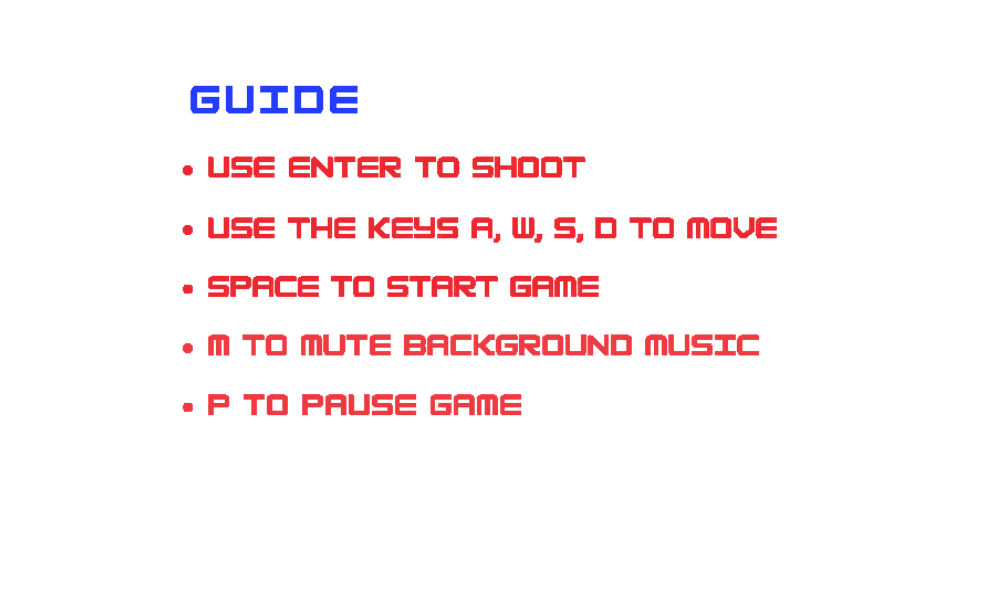 GUIDE
• USE ENTER TO SHOOT
• USE THE KEYS A, W, S, D TO MOVE
• SPACE TO START GAME
• M TO MUTE BACKGROUND MUSIC
• P TO PAUSE GAME